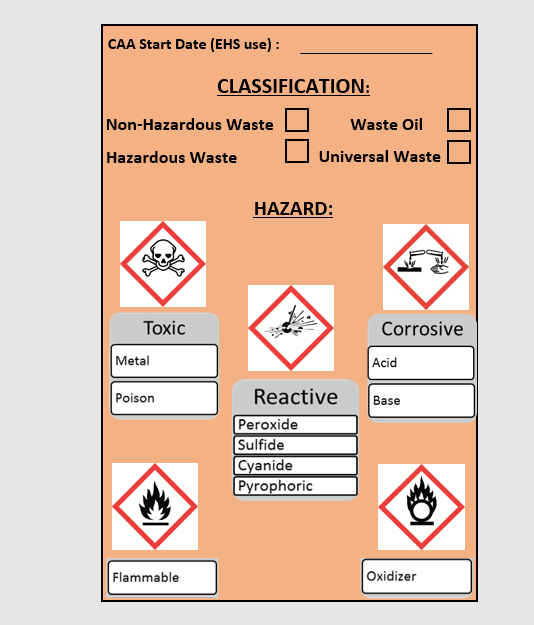 CAA Start Date (EHS use) : ________________
CLASSIFICATION:
Non-Hazardous Waste
Waste Oil
Hazardous Waste
Universal Waste
HAZARD:
Toxic
Metal
Poison
Corrosive
Acid
Base
Reactive
Peroxide
Sulfide
Cyanide
Pyrophoric
Flammable
Oxidizer